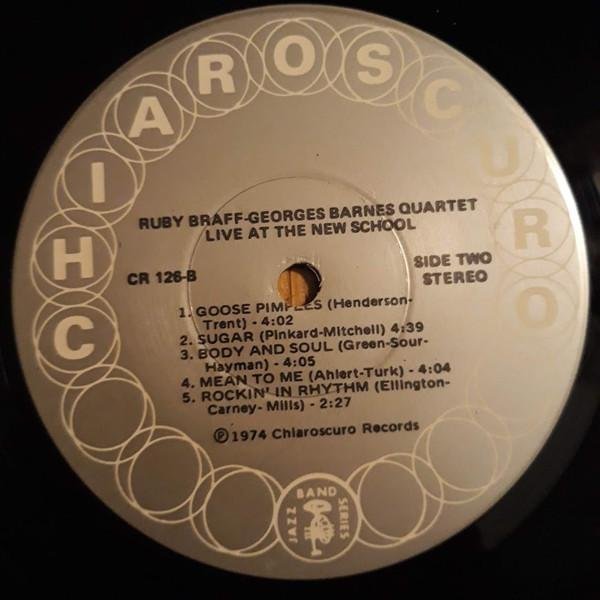 CHIAROSCURO
RUBY BRAFF-GEORGES BARNES QUARTET
LIVE AT THE NEW SCHOOL
CR 126-B
SIDE TWO
STEREO
1. GOOSE PIMPLES (Henderson-
Trent) - 4:02
2. SUGAR (Pinkard-Mitchell) 4:39
3. BODY AND SOUL (Green-Sour-
Hayman) - 4:05
4. MEAN TO ME (Ahlert-Turk) - 4:04
5. ROCKIN' IN RHYTHM (Ellington-
Carney- Mills) - 2:27
℗ 1974 Chiaroscuro Records
JAZZ BAND SERIES